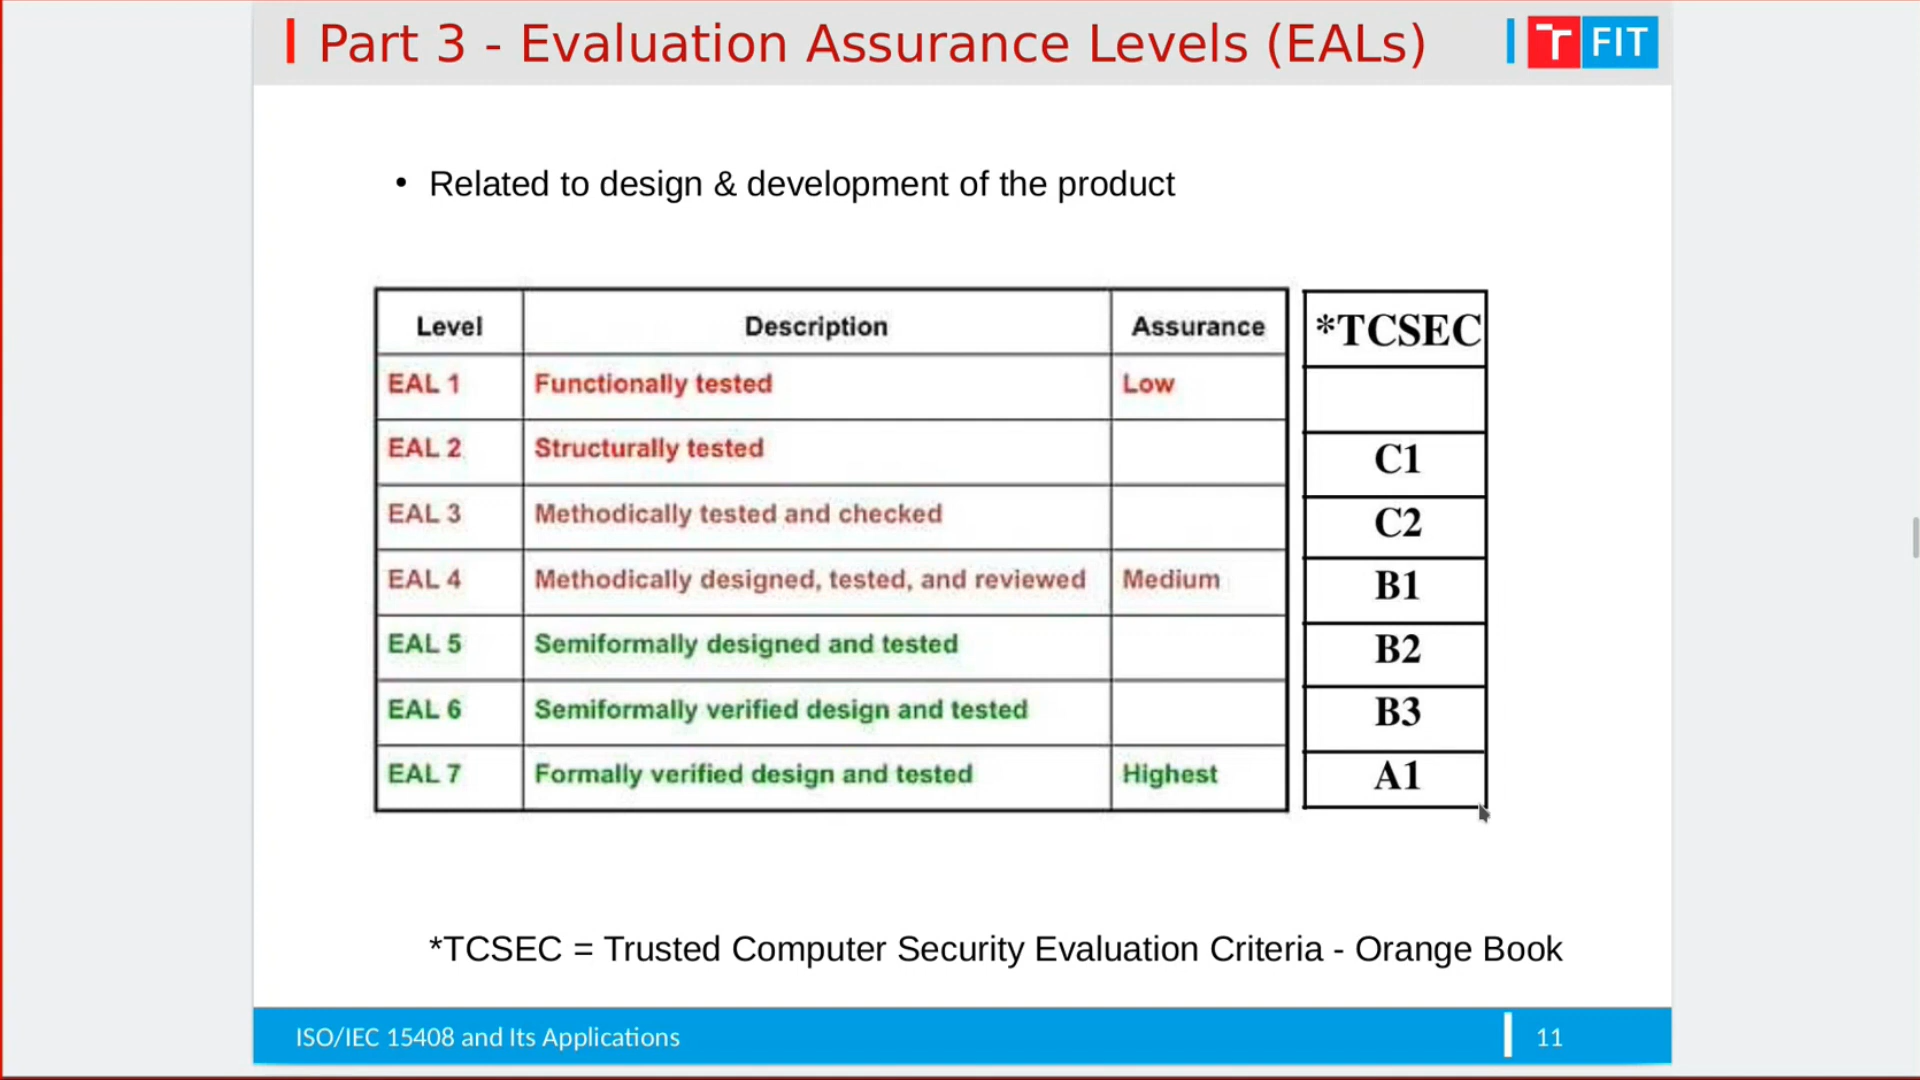 Part 3 - Evaluation Assurance Levels (EALs)
T FIT
• Related to design & development of the product
Level Description Assurance *TCSEC
EAL 1 Functionally tested Low
EAL 2 Structurally tested C1
EAL 3 Methodically tested and checked C2
EAL 4 Methodically designed, tested, and reviewed Medium B1
EAL 5 Semiformally designed and tested B2
EAL 6 Semiformally verified design and tested B3
EAL 7 Formally verified design and tested Highest A1
*TCSEC = Trusted Computer Security Evaluation Criteria - Orange Book
ISO/IEC 15408 and Its Applications 11